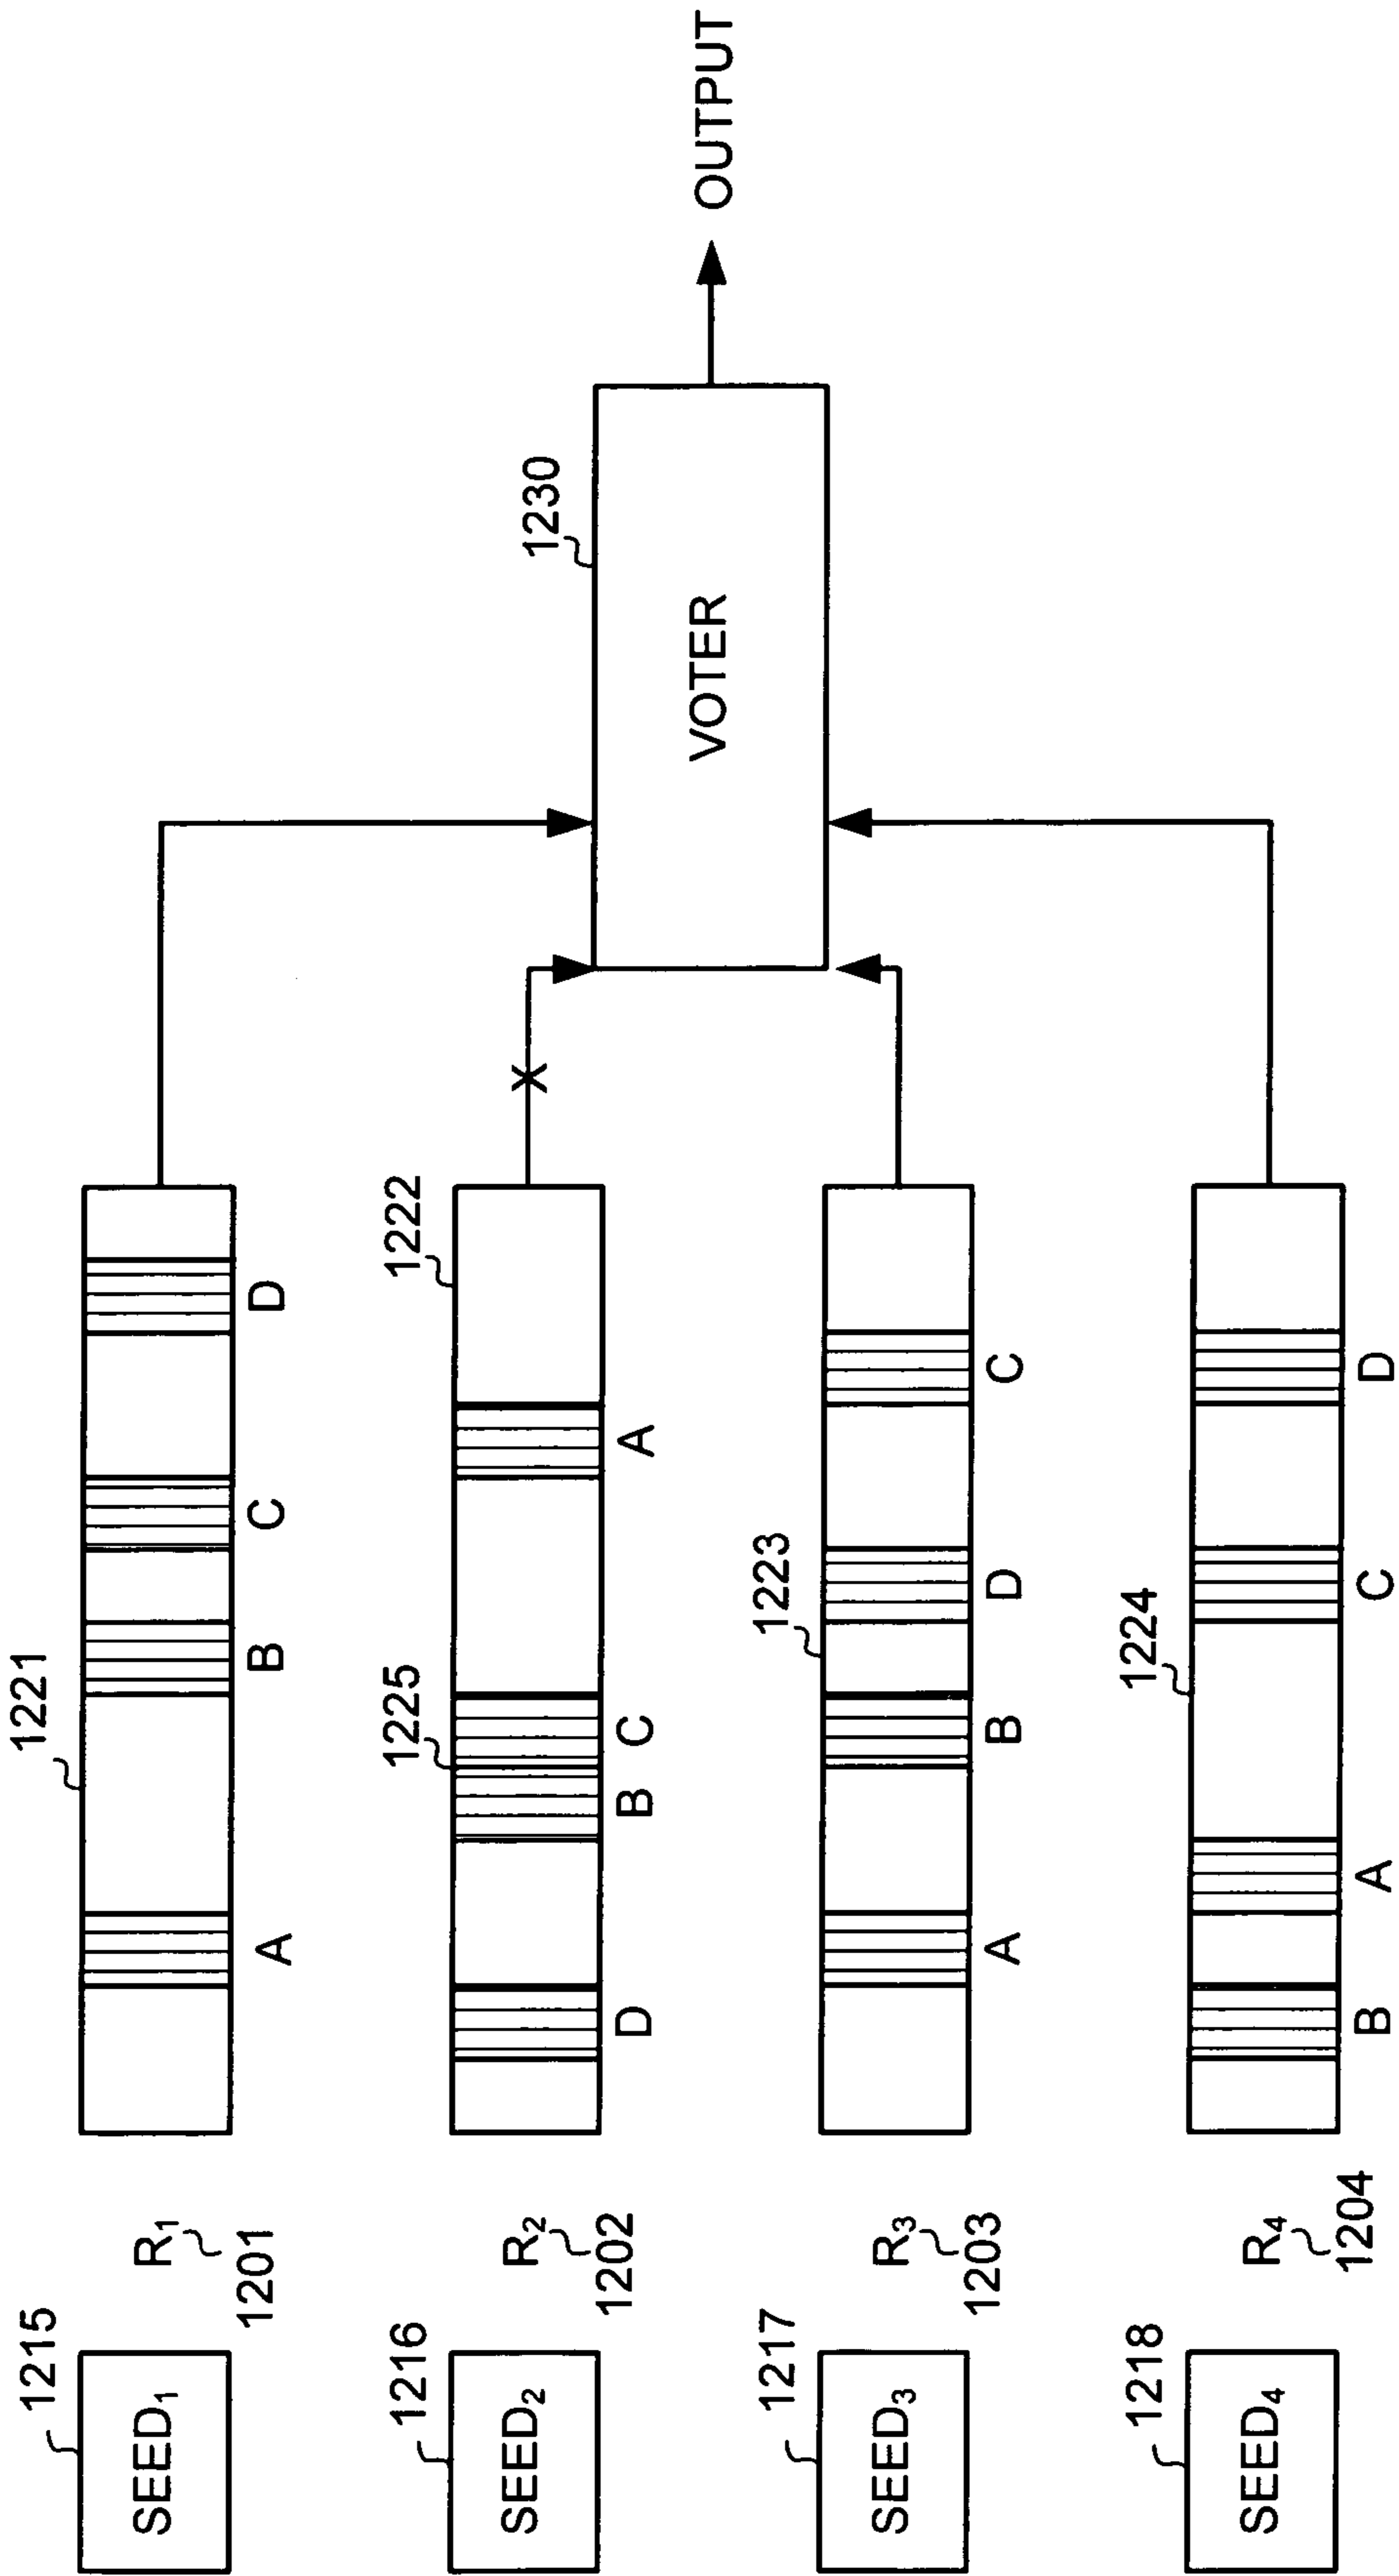 1215
SEED1
R1
1201
1221
A
B
C
D
1216
SEED2
R2
1202
1225
1222
D
B
C
A
1217
SEED3
R3
1203
1223
A
B
D
C
1218
SEED4
R4
1204
1224
B
A
C
D
1230
VOTER
OUTPUT
X